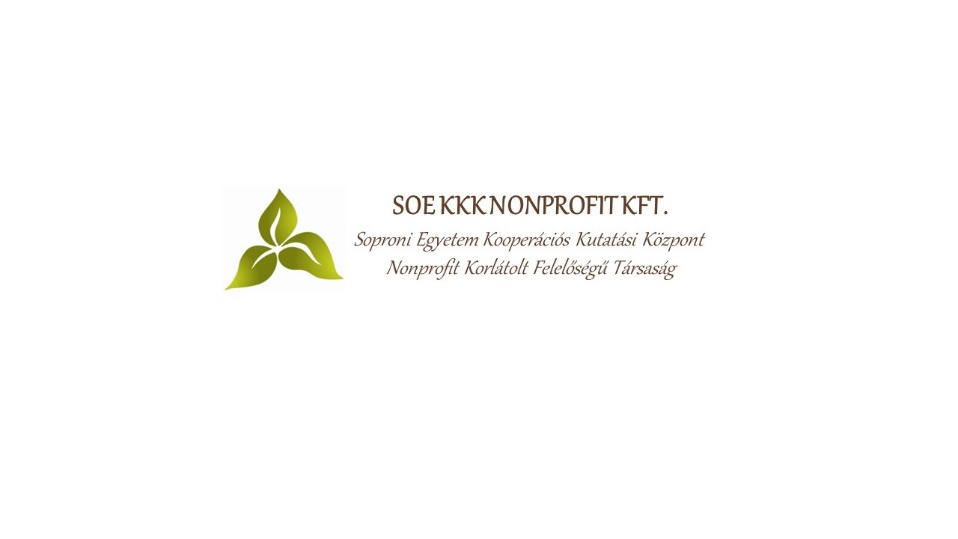 SOE KKK NONPROFIT KFT.
Soproni Egyetem Kooperációs Kutatási Központ
Nonprofit Korlátolt Felelőségű Társaság